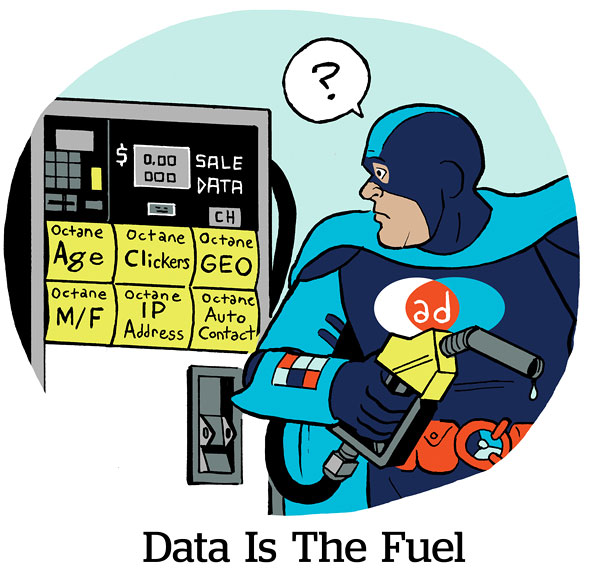 ?
$
0.00
000
SALE
DATA
CH
Octane
Age
Octane
Clickers
Octane
GEO
Octane
M/F
Octane
IP
Address
Octane
Auto
Contact
ad
Data Is The Fuel